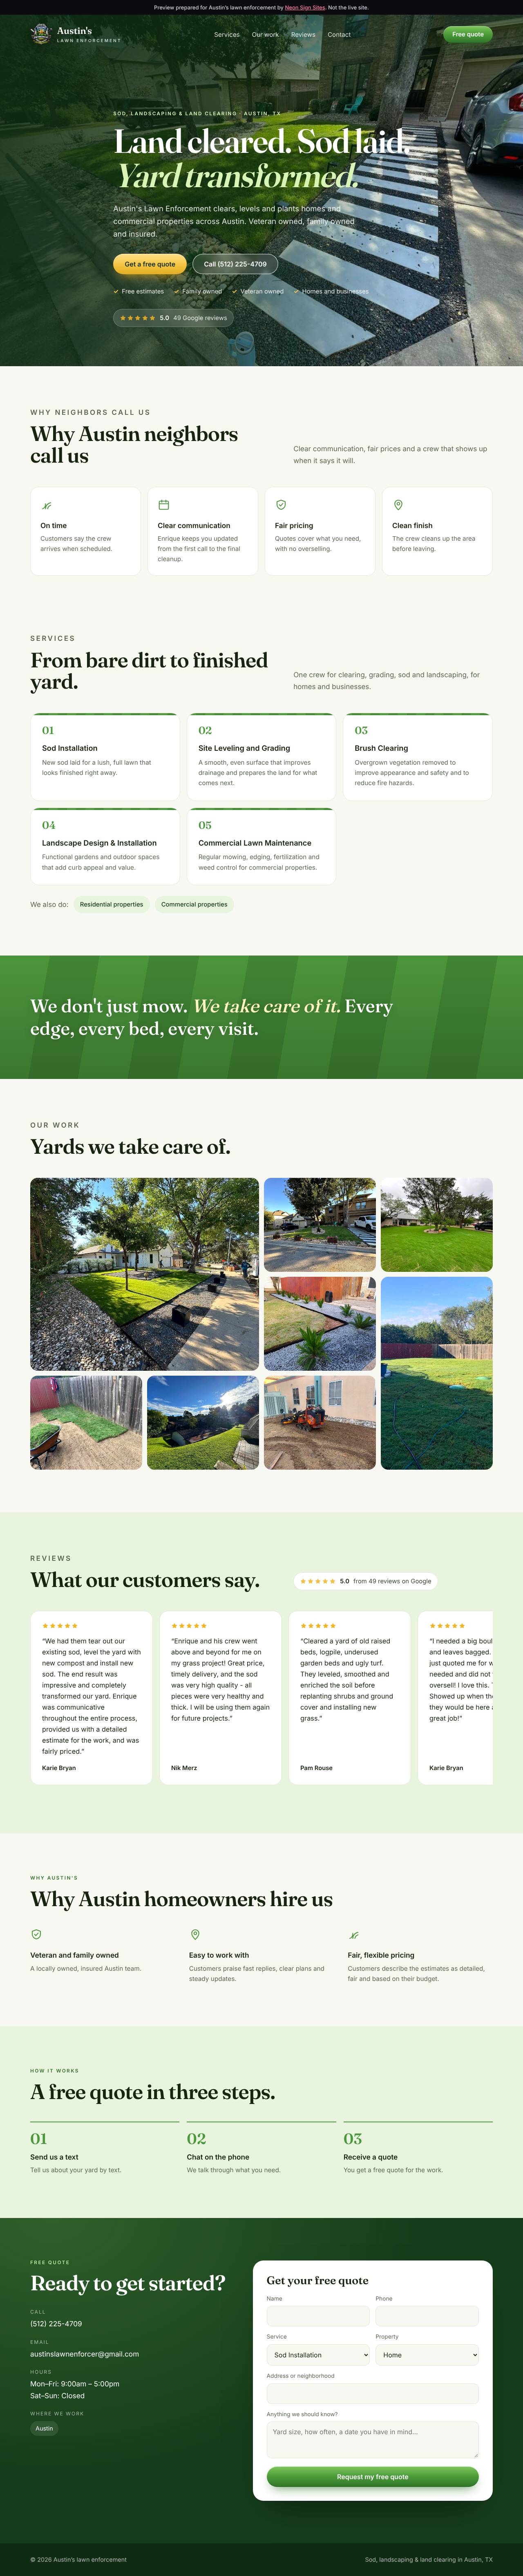 Preview prepared for Austin's lawn enforcement by Neon Sign Sites. Not the live site.
Austin's
LAWN ENFORCEMENT
Services
Our work
Reviews
Contact
Free quote
SOD, LANDSCAPING & LAND CLEARING · AUSTIN, TX
Land cleared. Sod laid.
Yard transformed.
Austin's Lawn Enforcement clears, levels and plants homes and
commercial properties across Austin. Veteran owned, family owned
and insured.
Get a free quote
Call (512) 225-4709
Free estimates
Family owned
Veteran owned
Homes and businesses
5.0 49 Google reviews
WHY NEIGHBORS CALL US
Why Austin neighbors
call us
Clear communication, fair prices and a crew that shows up
when it says it will.
On time
Customers say the crew
arrives when scheduled.
Clear communication
Enrique keeps you updated
from the first call to the final
cleanup.
Fair pricing
Quotes cover what you need,
with no overselling.
Clean finish
The crew cleans up the area
before leaving.
SERVICES
From bare dirt to finished
yard.
One crew for clearing, grading, sod and landscaping, for
homes and businesses.
01
Sod Installation
New sod laid for a lush, full lawn that
looks finished right away.
02
Site Leveling and Grading
A smooth, even surface that improves
drainage and prepares the land for what
comes next.
03
Brush Clearing
Overgrown vegetation removed to
improve appearance and safety and to
reduce fire hazards.
04
Landscape Design & Installation
Functional gardens and outdoor spaces
that add curb appeal and value.
05
Commercial Lawn Maintenance
Regular mowing, edging, fertilization and
weed control for commercial properties.
We also do:
Residential properties
Commercial properties
We don't just mow. We take care of it. Every
edge, every bed, every visit.
OUR WORK
Yards we take care of.
REVIEWS
What our customers say.
5.0 from 49 reviews on Google
“We had them tear out our
existing sod, level the yard with
new compost and install new
sod. The end result was
impressive and completely
transformed our yard. Enrique
was communicative
throughout the entire process,
provided us with a detailed
estimate for the work, and was
fairly priced.”
Karie Bryan
“Enrique and his crew went
above and beyond for me on
my grass project! Great price,
timely delivery, and the sod
was very high quality - all
pieces were very healthy and
thick. I will be using them again
for future projects.”
Nik Merz
“Cleared a yard of old raised
beds, logpile, underused
garden beds and ugly turf.
They leveled, smoothed and
enriched the soil before
replanting shrubs and ground
cover and installing new
grass.”
Pam Rouse
“I needed a big
and leaves bagged.
just quoted me for
needed and did not
oversell! I love this.
Showed up when
they would be here
great job!”
Karie Bryan
WHY AUSTIN'S
Why Austin homeowners hire us
Veteran and family owned
A locally owned, insured Austin team.
Easy to work with
Customers praise fast replies, clear plans and
steady updates.
Fair, flexible pricing
Customers describe the estimates as detailed,
fair and based on their budget.
HOW IT WORKS
A free quote in three steps.
01
Send us a text
Tell us about your yard by text.
02
Chat on the phone
We talk through what you need.
03
Receive a quote
You get a free quote for the work.
FREE QUOTE
Ready to get started?
CALL
(512) 225-4709
EMAIL
austinslawnenforcer@gmail.com
HOURS
Mon–Fri: 9:00am – 5:00pm
Sat–Sun: Closed
WHERE WE WORK
Austin
Get your free quote
Name
Phone
Service
Property
Sod Installation
Home
Address or neighborhood
Anything we should know?
Yard size, how often, a date you have in mind...
Request my free quote
© 2026 Austin's lawn enforcement
Sod, landscaping & land clearing in Austin, TX